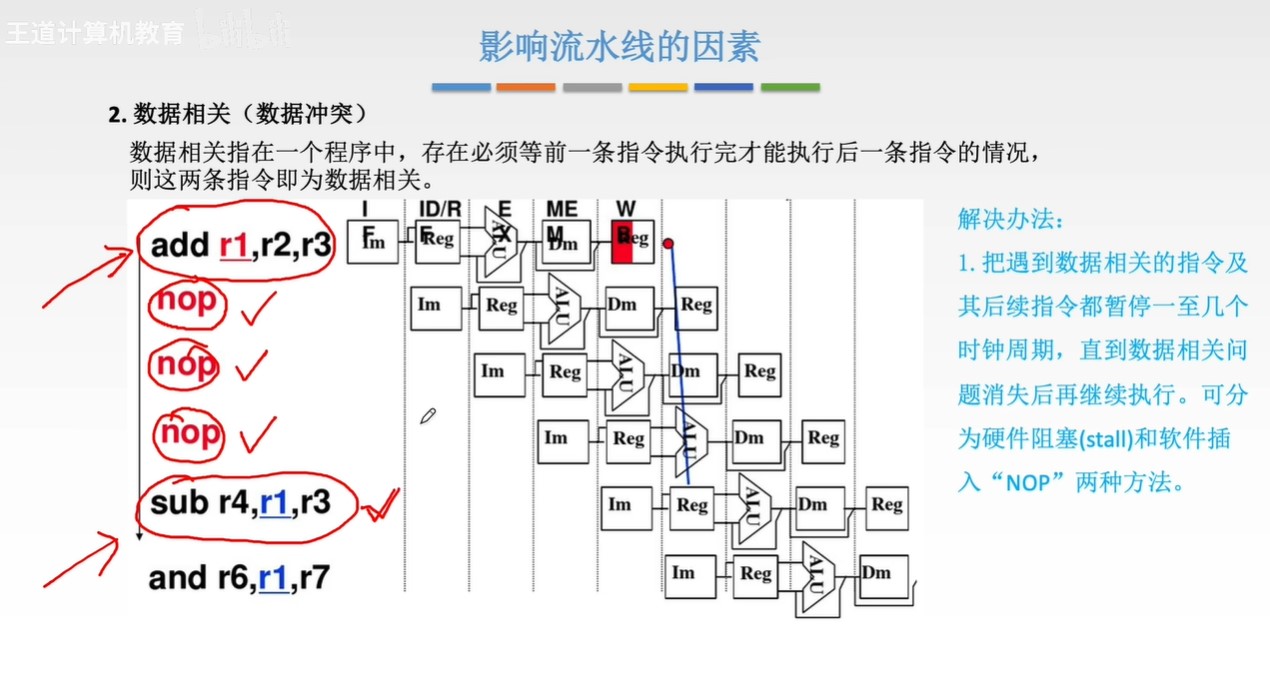 王道计算机教育 bilibili
影响流水线的因素
2. 数据相关（数据冲突）
数据相关指在一个程序中，存在必须等前一条指令执行完才能执行后一条指令的情况，
则这两条指令即为数据相关。
IF ID/RF EX MEM WB
add r1,r2,r3 Im Reg ALU Dm Reg
nop Im Reg ALU Dm Reg
nop Im Reg ALU Dm Reg
nop Im Reg ALU Dm Reg
sub r4,r1,r3 Im Reg ALU Dm Reg
and r6,r1,r7 Im Reg ALU Dm
解决办法：
1. 把遇到数据相关的指令及
其后续指令都暂停一至几个
时钟周期，直到数据相关问
题消失后再继续执行。可分
为硬件阻塞(stall)和软件插
入“NOP”两种方法。